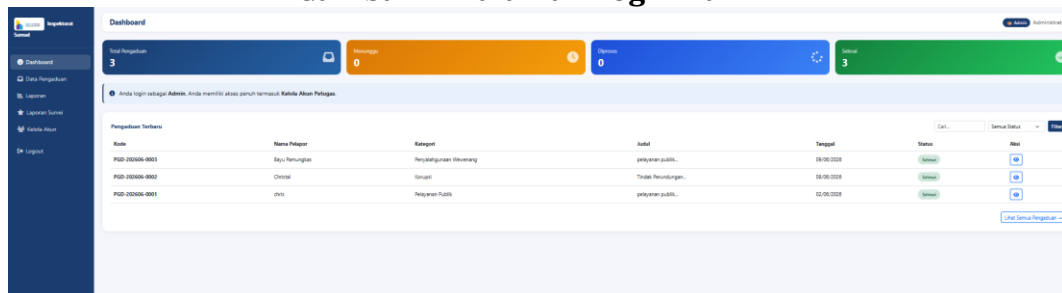 Inspektorat
Sumsel
Dashboard
Data Pengaduan
Laporan
Laporan Survei
Kelola Akun
Logout
Dashboard
Admin Administrat
Total Pengaduan
3
Menunggu
0
Diproses
0
Selesai
3
Anda login sebagai Admin. Anda memiliki akses penuh termasuk Kelola Akun Petugas.
Pengaduan Terbaru
Cari... Semua Status Filter
Kode Nama Pelapor Kategori Judul Tanggal Status Aksi
PGD-202606-0003 Bayu Pamungkas Penyalahgunaan Wewenang pelayanan publik... 09/06/2026 Selesai
PGD-202606-0002 Christal Korupsi Tindak Perundungan... 08/06/2026 Selesai
PGD-202606-0001 chris Pelayanan Publik pelayanan publik... 02/06/2026 Selesai
Lihat Semua Pengaduan